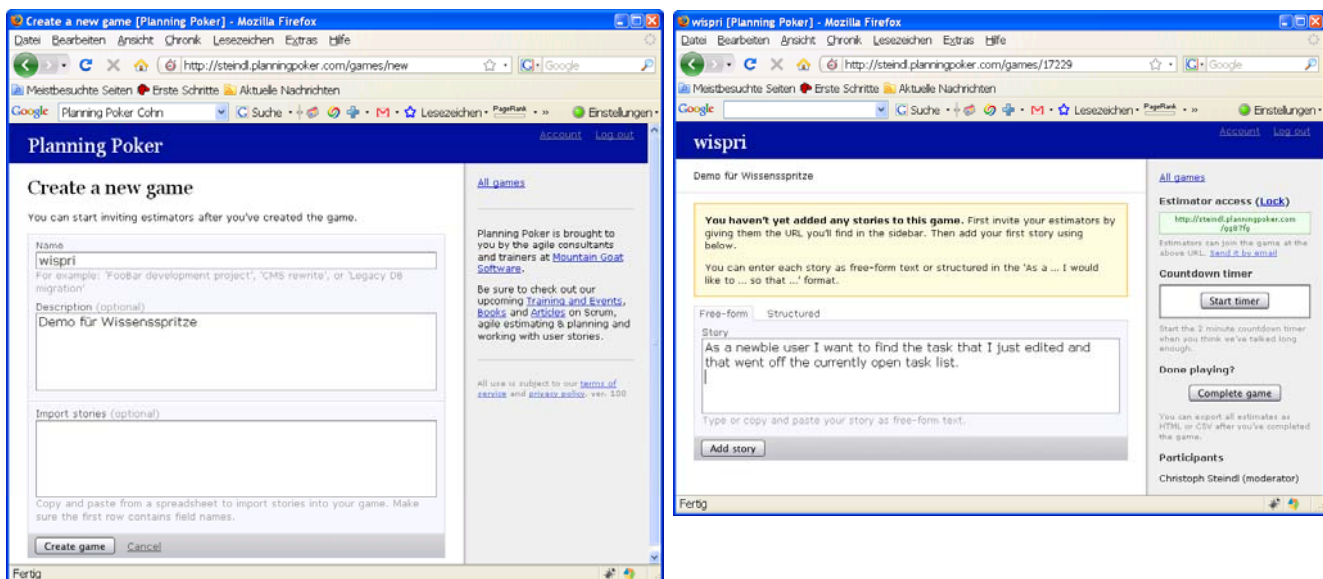 Create a new game [Planning Poker] - Mozilla Firefox
Datei Bearbeiten Ansicht Chronik Lesezeichen Extras Hilfe
http://steindl.planningpoker.com/games/new
Google
Meistbesuchte Seiten Erste Schritte Aktuelle Nachrichten
Google Planning Poker Cohn Suche PageRank Lesezeichen Einstellungen
Account Log out
Planning Poker
Create a new game
You can start inviting estimators after you've created the game.
Name
wispri
For example: 'FooBar development project', 'CMS rewrite', or 'Legacy DB
migration'
Description (optional)
Demo für Wissensspritze
Import stories (optional)
Copy and paste from a spreadsheet to import stories into your game. Make
sure the first row contains field names.
Create game Cancel
All games
Planning Poker is brought to
you by the agile consultants
and trainers at Mountain Goat
Software.
Be sure to check out our
upcoming Training and Events,
Books and Articles on Scrum,
agile estimating & planning and
working with user stories.
All use is subject to our terms of
service and privacy policy. ver. 100
Fertig
wispri [Planning Poker] - Mozilla Firefox
Datei Bearbeiten Ansicht Chronik Lesezeichen Extras Hilfe
http://steindl.planningpoker.com/games/17229
Google
Meistbesuchte Seiten Erste Schritte Aktuelle Nachrichten
Google Suche Lesezeichen PageRank Einstellungen
Account Log out
wispri
Demo für Wissensspritze
You haven't yet added any stories to this game. First invite your estimators by
giving them the URL you'll find in the sidebar. Then add your first story using
below.
You can enter each story as free-form text or structured in the 'As a ... I would
like to ... so that ...' format.
Free-form Structured
Story
As a newbie user I want to find the task that I just edited and
that went off the currently open task list.
Type or copy and paste your story as free-form text.
Add story
All games
Estimator access (Lock)
http://steindl.planningpoker.com
Estimators can join the game at the
above URL. Send it by email
Countdown timer
Start timer
Start the 2 minute countdown timer
when you think we've talked long
enough.
Done playing?
Complete game
You can export all estimates as
HTML or CSV after you've completed
the game.
Participants
Christoph Steindl (moderator)
Fertig